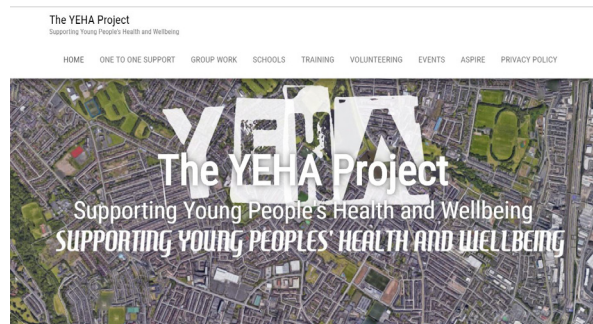 The YEHA Project
Supporting Young People's Health and Wellbeing
HOME ONE TO ONE SUPPORT GROUP WORK SCHOOLS TRAINING VOLUNTEERING EVENTS ASPIRE PRIVACY POLICY
YEHA
The YEHA Project
Supporting Young People's Health and Wellbeing
SUPPORTING YOUNG PEOPLES' HEALTH AND WELLBEING